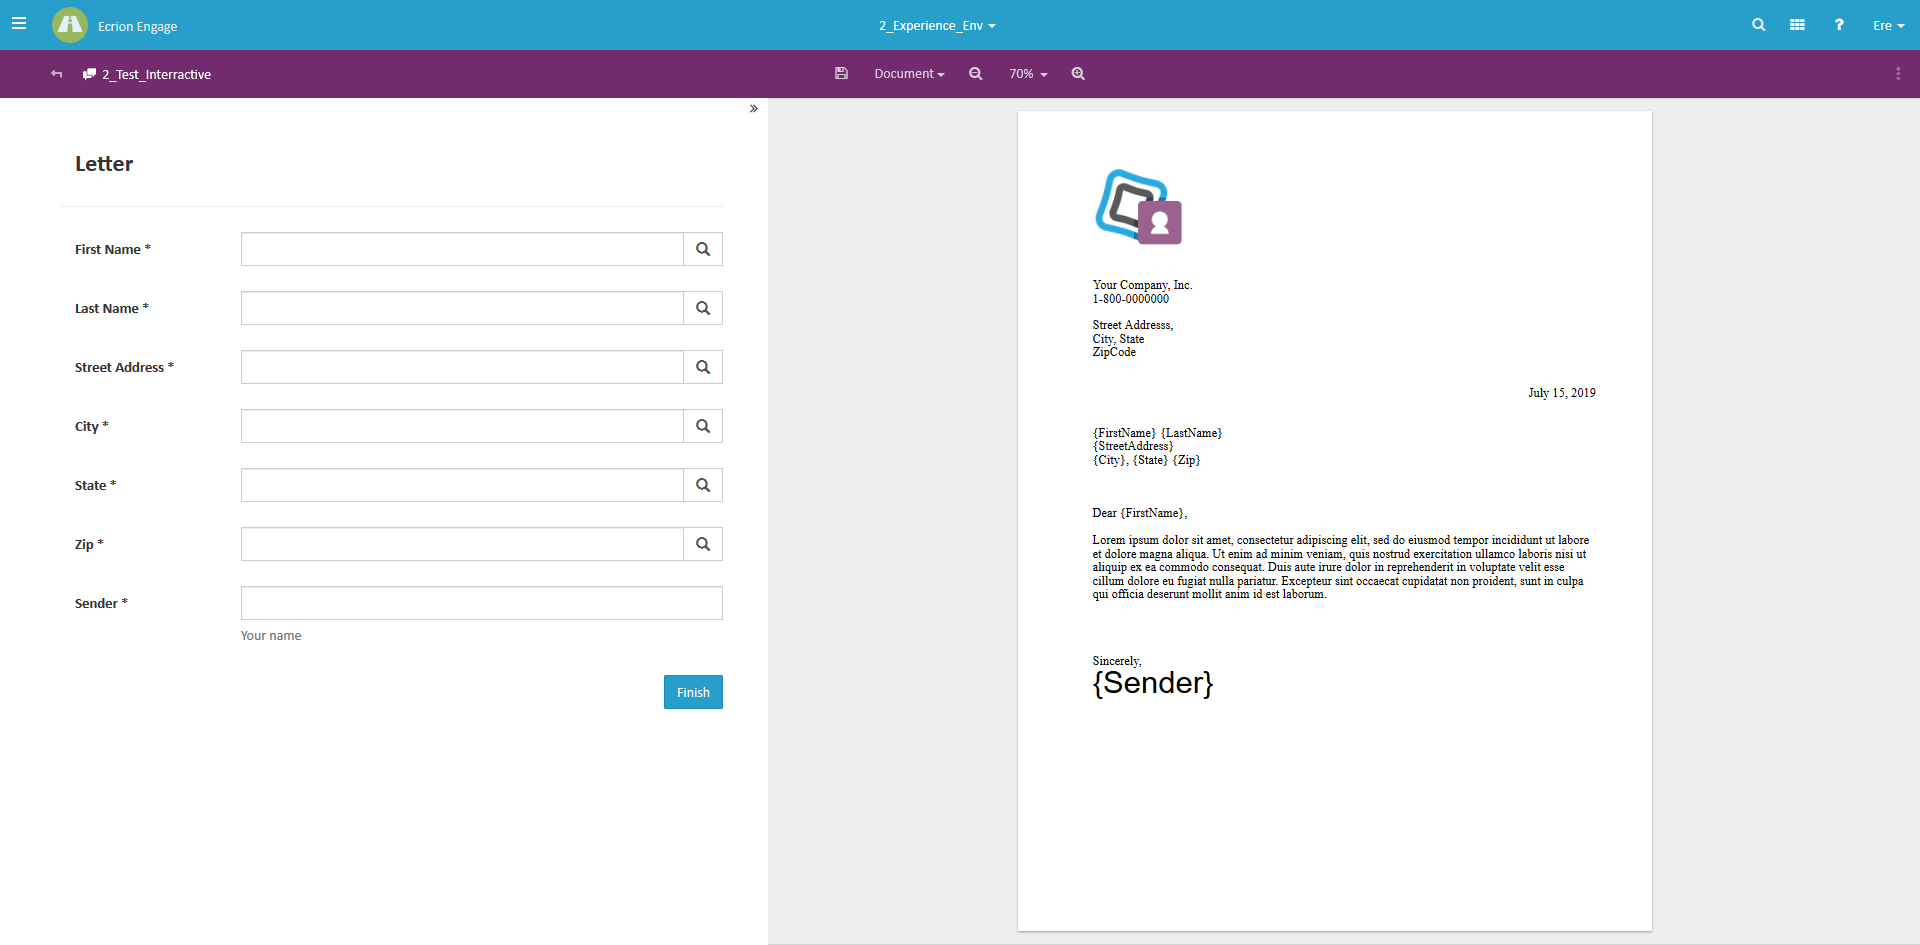 Ecrion Engage
2_Experience_Env
?
Ere
2_Test_Interractive
Document
70%
»
Letter
First Name *
Last Name *
Street Address *
City *
State *
Zip *
Sender *
Your name
Finish
Your Company, Inc.
1-800-0000000
Street Addresss,
City, State
ZipCode
July 15, 2019
{FirstName} {LastName}
{StreetAddress}
{City}, {State} {Zip}
Dear {FirstName},
Lorem ipsum dolor sit amet, consectetur adipiscing elit, sed do eiusmod tempor incididunt ut labore
et dolore magna aliqua. Ut enim ad minim veniam, quis nostrud exercitation ullamco laboris nisi ut
aliquip ex ea commodo consequat. Duis aute irure dolor in reprehenderit in voluptate velit esse
cillum dolore eu fugiat nulla pariatur. Excepteur sint occaecat cupidatat non proident, sunt in culpa
qui officia deserunt mollit anim id est laborum.
Sincerely,
{Sender}